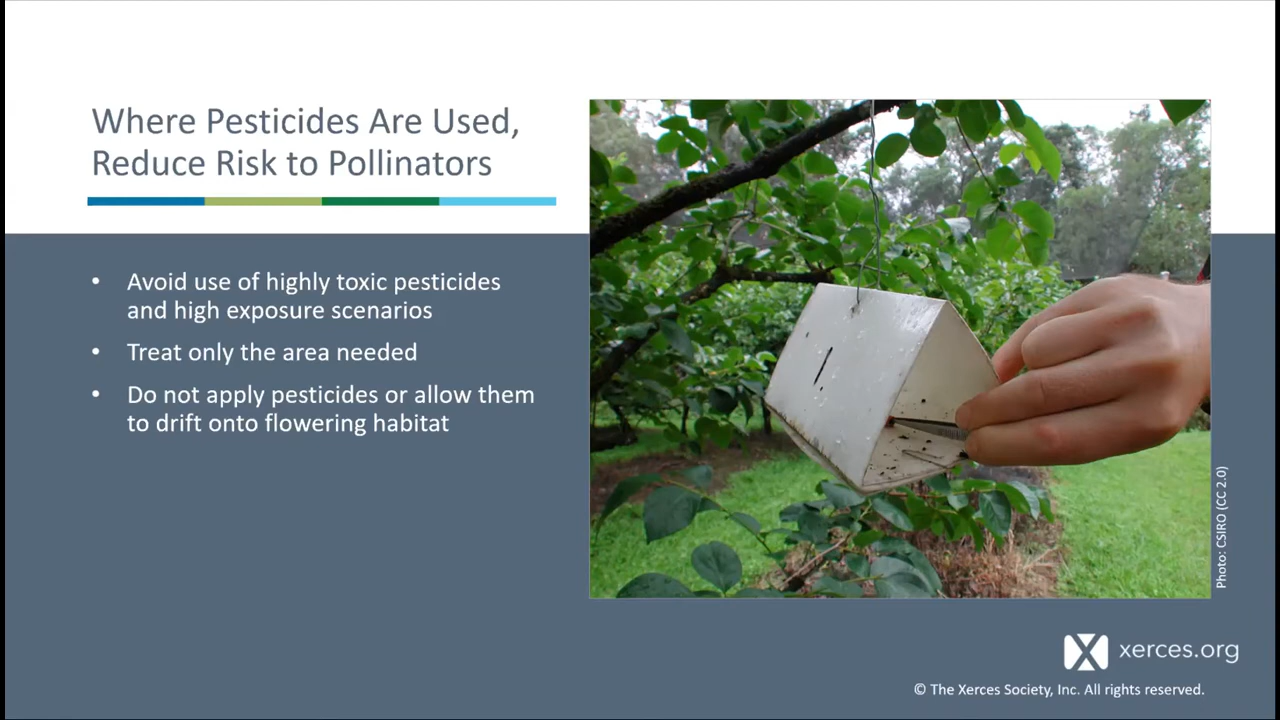 Where Pesticides Are Used,
Reduce Risk to Pollinators
• Avoid use of highly toxic pesticides
and high exposure scenarios
• Treat only the area needed
• Do not apply pesticides or allow them
to drift onto flowering habitat
Photo: CSIRO (CC 2.0)
xerces.org
© The Xerces Society, Inc. All rights reserved.